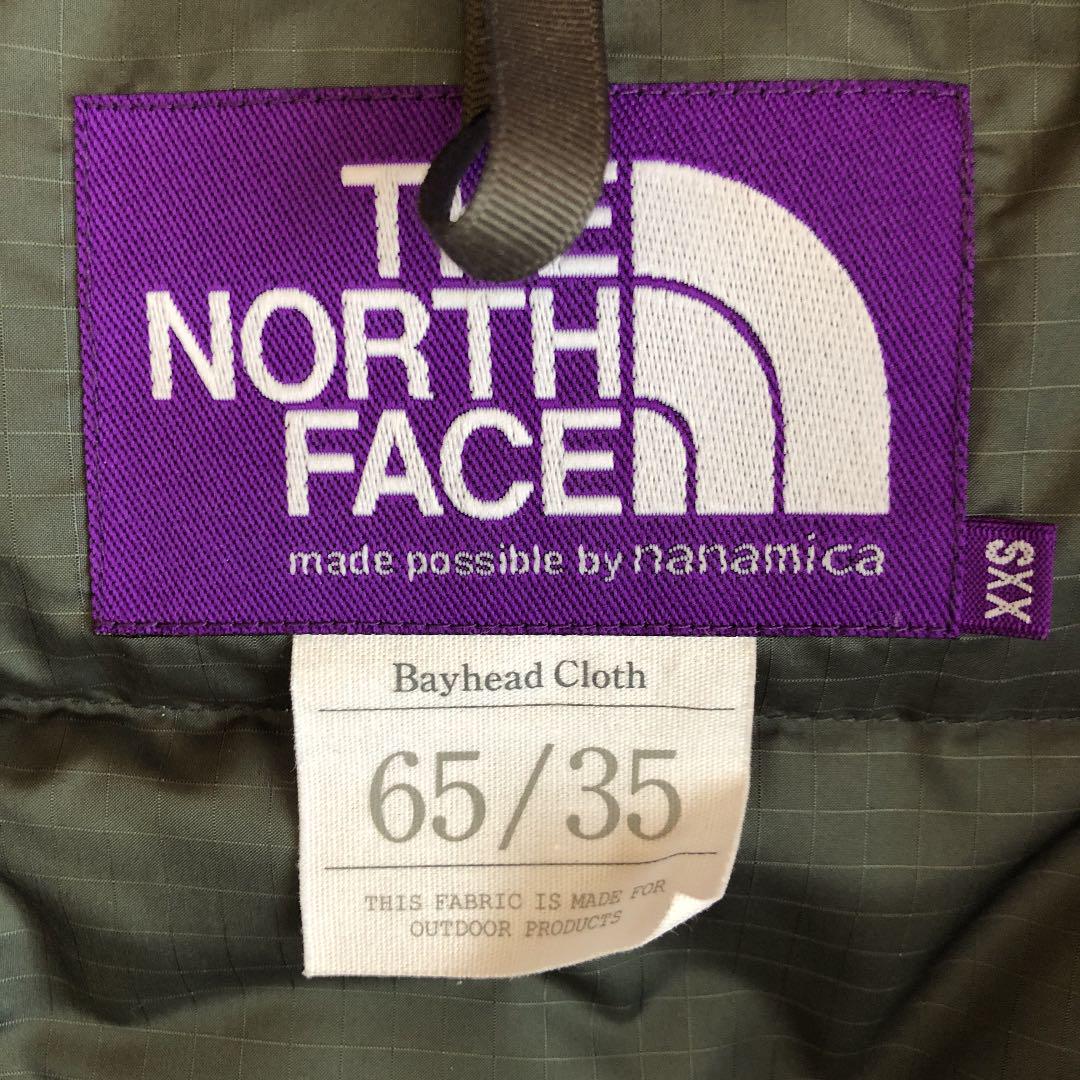 THE
NORTH
FACE
made possible by nanamica
XXS
Bayhead Cloth
65/35
THIS FABRIC IS MADE FOR
OUTDOOR PRODUCTS